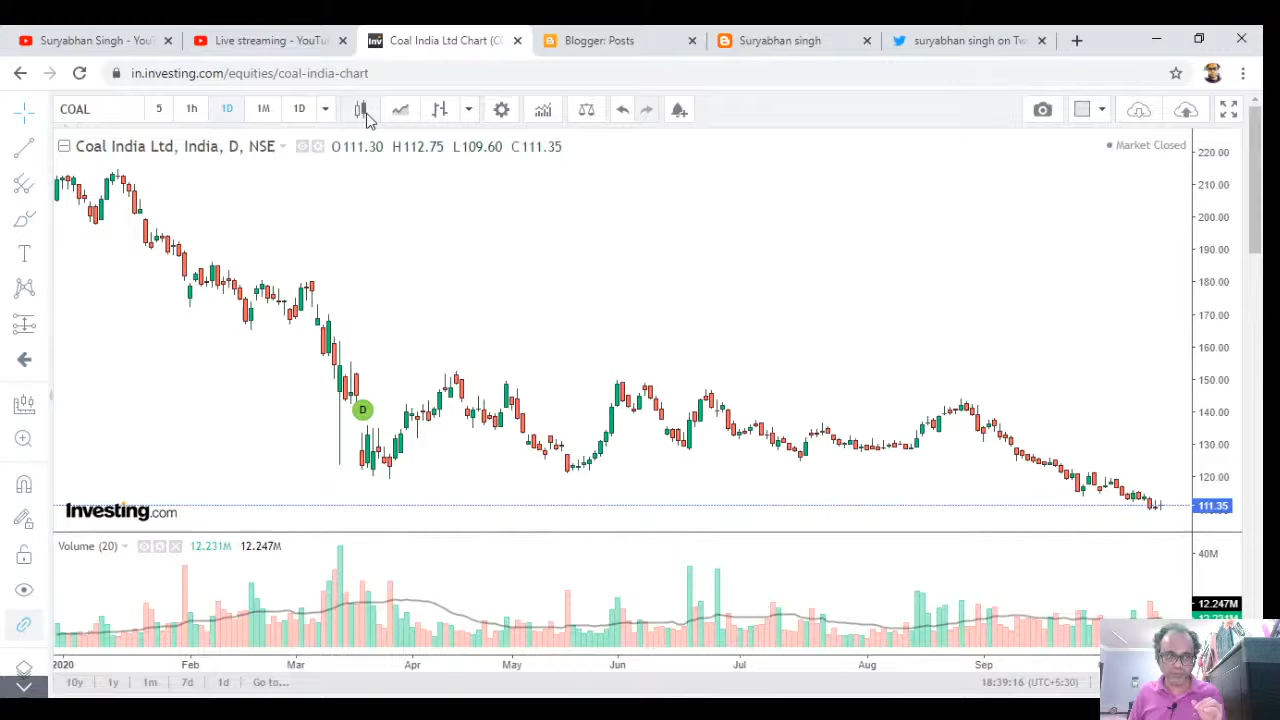 Suryabhan Singh - YouT
Live streaming - YouTube
Coal India Ltd Chart (CO
Blogger: Posts
Suryabhan singh
suryabhan singh on Tw
in.investing.com/equities/coal-india-chart
COAL
5
1h
1D
1M
1D
Coal India Ltd, India, D, NSE
O 111.30 H 112.75 L 109.60 C 111.35
Market Closed
220.00
210.00
200.00
190.00
180.00
170.00
160.00
150.00
140.00
130.00
120.00
111.35
D
Investing.com
Volume (20)
12.231M
12.247M
40M
12.247M
2020
Feb
Mar
Apr
May
Jun
Jul
Aug
Sep
10y
1y
1m
7d
1d
Go to...
18:39:16 (UTC+5:30)